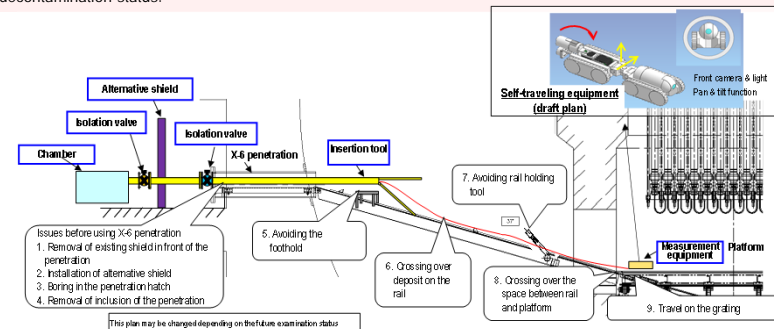 decontamination status.
Self-traveling equipment
(draft plan)
Front camera & light
Pan & tilt function
Alternative shield
Isolation valve
Isolation valve
Chamber
X-6 penetration
Insertion tool
7. Avoiding rail holding
tool
37°
Issues before using X-6 penetration
1. Removal of existing shield in front of the
penetration
2. Installation of alternative shield
3. Boring in the penetration hatch
4. Removal of inclusion of the penetration
5. Avoiding the
foothold
6. Crossing over
deposit on the
rail
8. Crossing over the
space between rail
and platform
Measurement
equipment
Platform
9. Travel on the grating
This plan may be changed depending on the future examination status